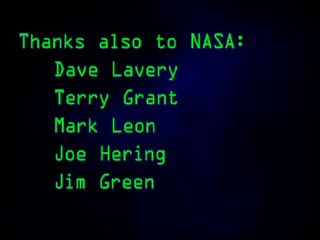 Thanks also to NASA:
Dave Lavery
Terry Grant
Mark Leon
Joe Hering
Jim Green